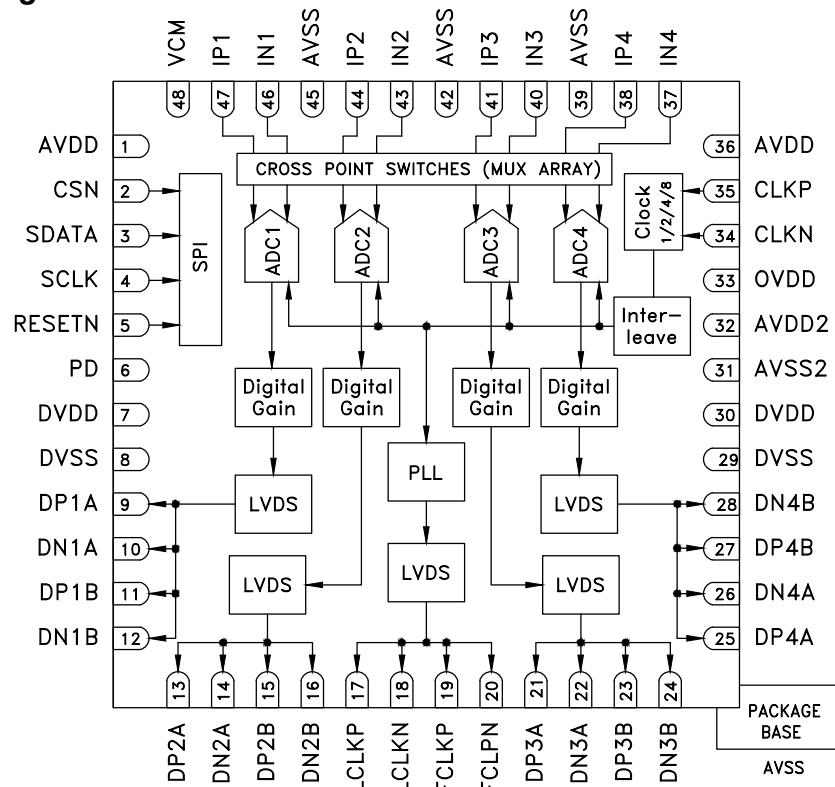 g
VCM IP1 IN1 AVSS IP2 IN2 AVSS IP3 IN3 AVSS IP4 IN4
48 47 46 45 44 43 42 41 40 39 38 37
AVDD 1
CSN 2
SDATA 3
SCLK 4
RESETN 5
PD 6
DVDD 7
DVSS 8
DP1A 9
DN1A 10
DP1B 11
DN1B 12
CROSS POINT SWITCHES (MUX ARRAY)
SPI
ADC1 ADC2 ADC3 ADC4
Clock
1/2/4/8
Inter–
leave
Digital
Gain
Digital
Gain
Digital
Gain
Digital
Gain
PLL
LVDS
LVDS
LVDS
LVDS
LVDS
36 AVDD
35 CLKP
34 CLKN
33 OVDD
32 AVDD2
31 AVSS2
30 DVDD
29 DVSS
28 DN4B
27 DP4B
26 DN4A
25 DP4A
13 14 15 16 17 18 19 20 21 22 23 24
DP2A DN2A DP2B DN2B LCLKP LCLKN FCLKP FCLPN DP3A DN3A DP3B DN3B
PACKAGE
BASE
AVSS